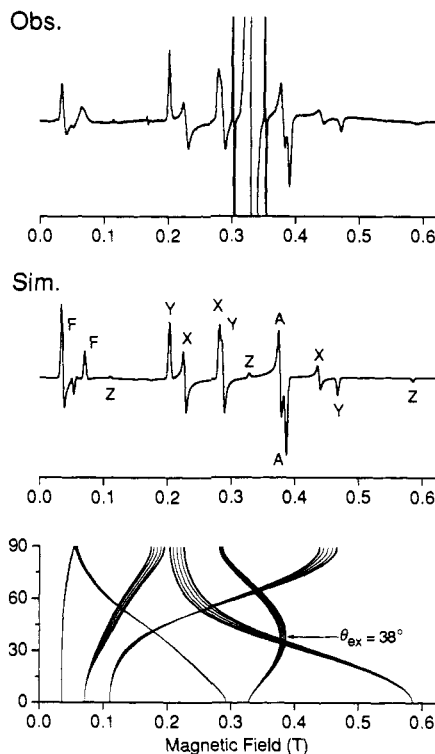 Obs.
0.0 0.1 0.2 0.3 0.4 0.5 0.6
Sim.
F F Z Y X X Y Z A A X Y Z
0.0 0.1 0.2 0.3 0.4 0.5 0.6
90
60
30
0
θex = 38°
0.0 0.1 0.2 0.3 0.4 0.5 0.6
Magnetic Field (T)